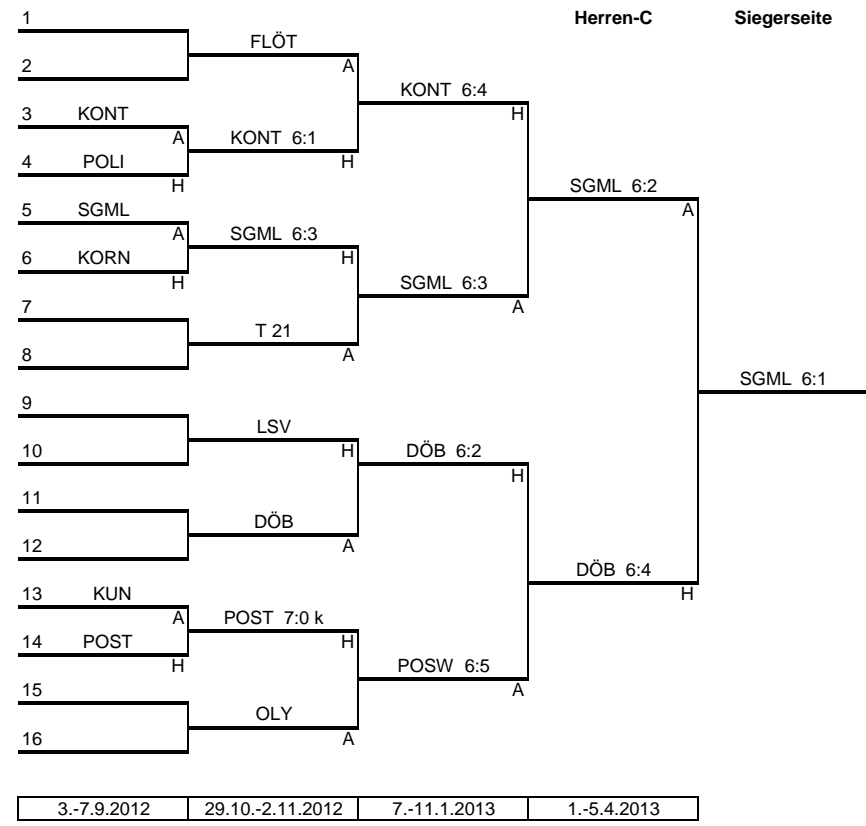 Herren-C Siegerseite
1
FLÖT
2
A
KONT 6:4
3 KONT
H
A
KONT 6:1
4 POLI
H
H
SGML 6:2
5 SGML
A
A
SGML 6:3
6 KORN
H
H
SGML 6:3
7
A
T 21
8
A
SGML 6:1
9
LSV
10
H
DÖB 6:2
H
11
DÖB
12
A
DÖB 6:4
13 KUN
H
A
POST 7:0 k
14 POST
H
H
POSW 6:5
15
A
OLY
16
A
3.-7.9.2012 29.10.-2.11.2012 7.-11.1.2013 1.-5.4.2013